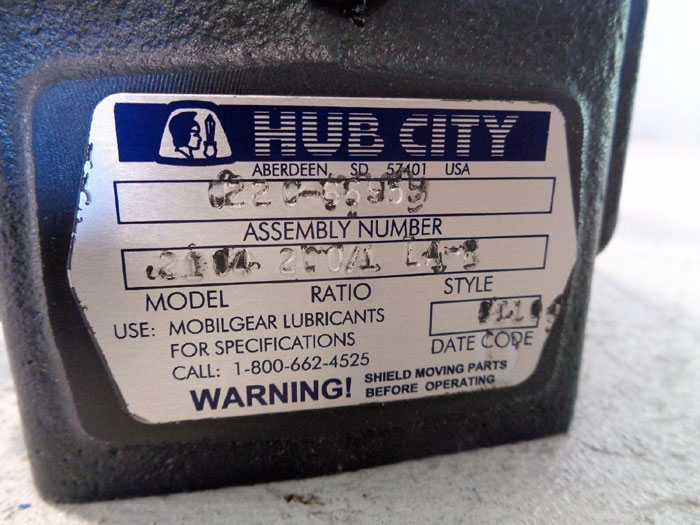 HUB CITY
ABERDEEN, SD 57401 USA
ASSEMBLY NUMBER
MODEL RATIO STYLE
USE: MOBILGEAR LUBRICANTS
FOR SPECIFICATIONS
CALL: 1-800-662-4525
DATE CODE
WARNING! SHIELD MOVING PARTS
BEFORE OPERATING